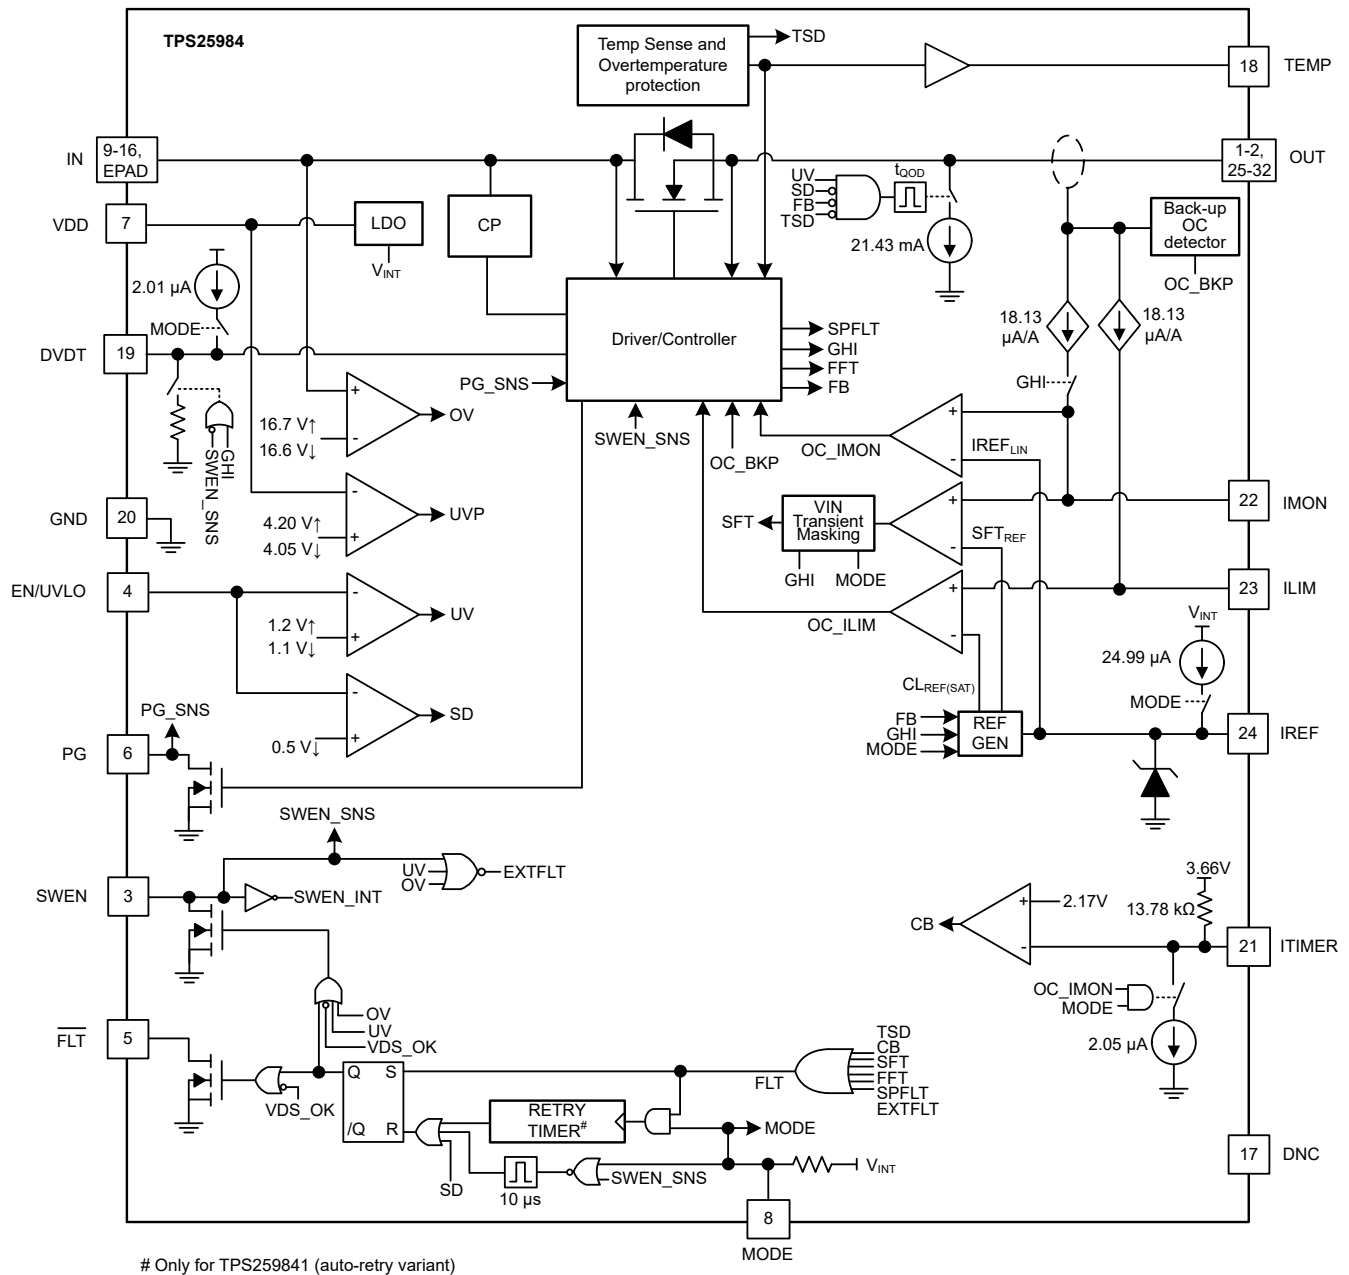 TPS25984
Temp Sense and
Overtemperature
protection
TSD
18
TEMP
IN
9-16,
EPAD
1-2,
25-32
OUT
VDD
7
LDO
V_INT
CP
UV
SD
FB
TSD
t_QOD
21.43 mA
Back-up
OC
detector
OC_BKP
2.01 µA
MODE
DVDT
19
Driver/Controller
SPFLT
GHI
FFT
FB
PG_SNS
SWEN_SNS
OC_BKP
18.13
µA/A
18.13
µA/A
GHI
+
-
16.7 V↑
16.6 V↓
OV
SWEN_SNS
GHI
OC_IMON
+
-
IREF_LIN
GND
20
-
+
4.20 V↑
4.05 V↓
UVP
SFT
VIN
Transient
Masking
GHI
MODE
+
-
SFT_REF
22
IMON
EN/UVLO
4
-
+
1.2 V↑
1.1 V↓
UV
OC_ILIM
+
-
23
ILIM
V_INT
24.99 µA
MODE
-
+
0.5 V↓
SD
CL_REF(SAT)
FB
GHI
MODE
REF
GEN
24
IREF
PG_SNS
PG
6
SWEN_SNS
UV
OV
EXTFLT
SWEN
3
SWEN_INT
3.66V
13.78 kΩ
CB
+
-
2.17V
21
ITIMER
OC_IMON
MODE
2.05 µA
OV
UV
VDS_OK
FLT
5
VDS_OK
Q
S
/Q
R
FLT
TSD
CB
SFT
FFT
SPFLT
EXTFLT
RETRY
TIMER#
MODE
SD
10 µs
SWEN_SNS
V_INT
17
DNC
8
MODE
# Only for TPS259841 (auto-retry variant)